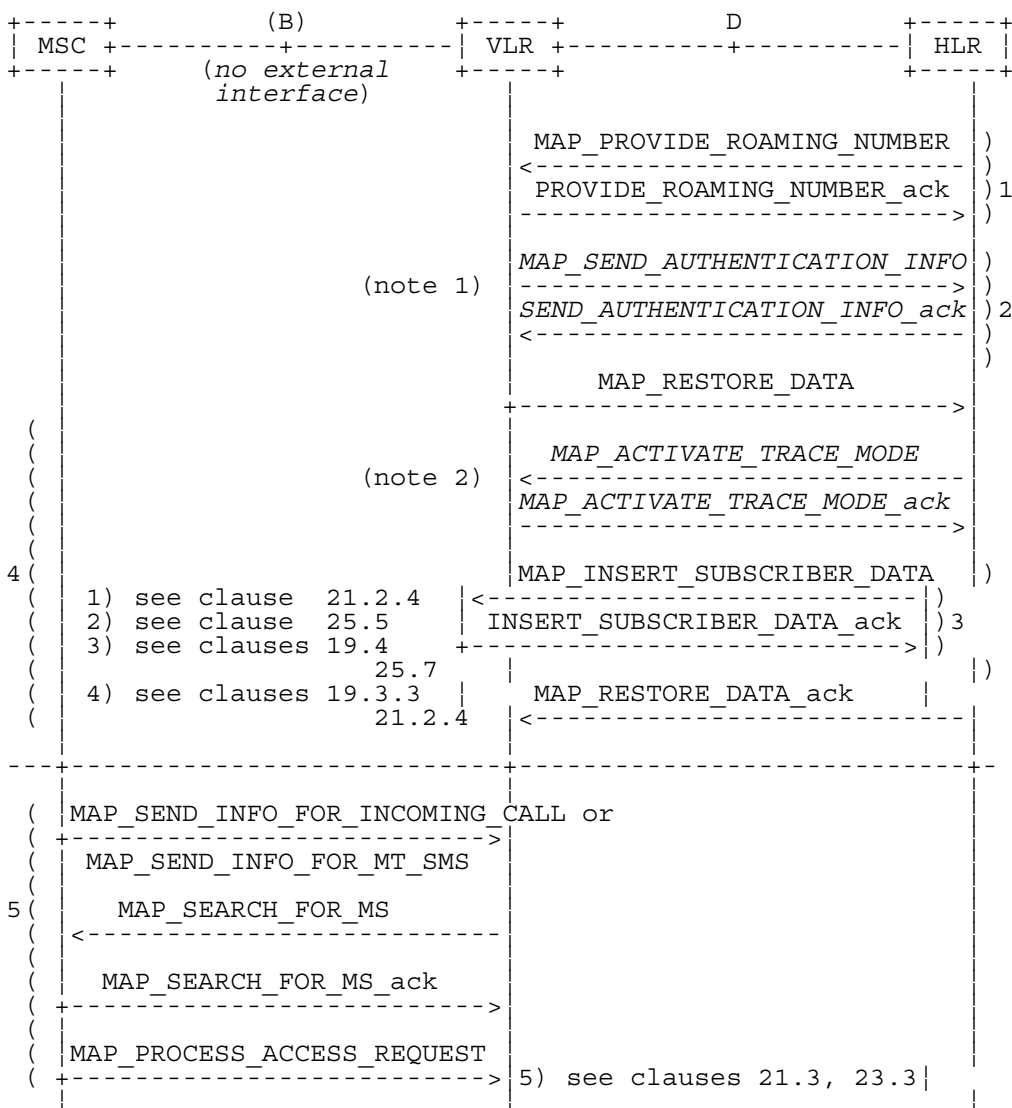 (B) D
MSC VLR HLR
(no external
interface)
MAP_PROVIDE_ROAMING_NUMBER )
)
PROVIDE_ROAMING_NUMBER_ack )1
)
MAP_SEND_AUTHENTICATION_INFO )
(note 1) )
SEND_AUTHENTICATION_INFO_ack )2
)
)
MAP_RESTORE_DATA
(
( MAP_ACTIVATE_TRACE_MODE
( (note 2)
( MAP_ACTIVATE_TRACE_MODE_ack
(
(
4( MAP_INSERT_SUBSCRIBER_DATA )
( 1) see clause 21.2.4 )
( 2) see clause 25.5 INSERT_SUBSCRIBER_DATA_ack )3
( 3) see clauses 19.4 )
( 25.7 )
( 4) see clauses 19.3.3 MAP_RESTORE_DATA_ack
( 21.2.4
( MAP_SEND_INFO_FOR_INCOMING_CALL or
(
( MAP_SEND_INFO_FOR_MT_SMS
(
5( MAP_SEARCH_FOR_MS
(
(
( MAP_SEARCH_FOR_MS_ack
(
(
( MAP_PROCESS_ACCESS_REQUEST
( 5) see clauses 21.3, 23.3